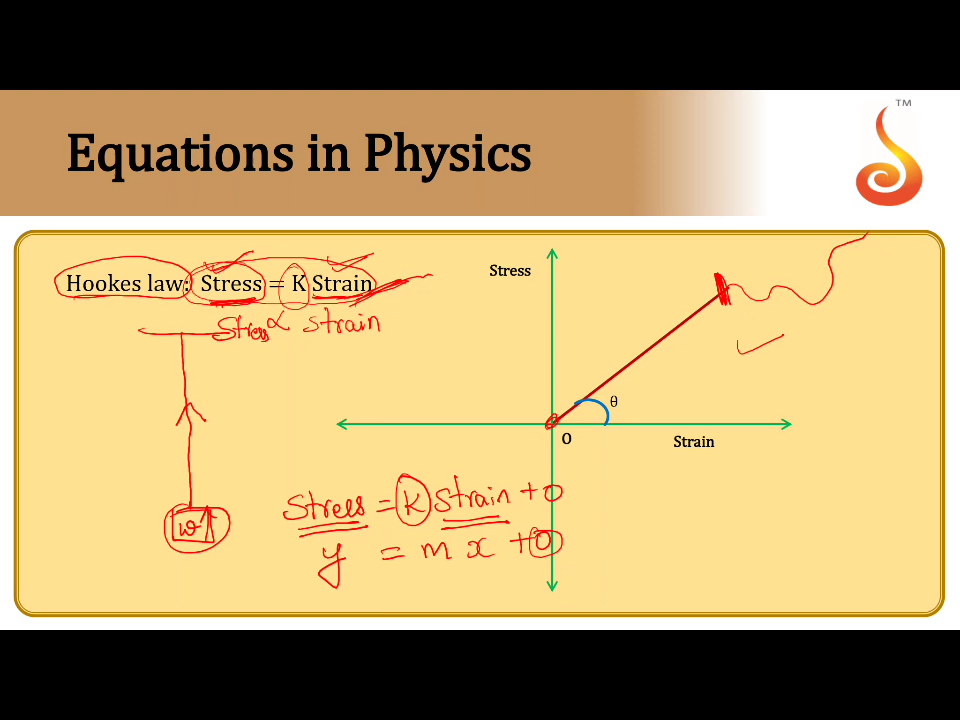 TM
Equations in Physics
Hookes law: Stress = K Strain
Stress ∝ Strain
Stress
θ
O
Strain
W
Stress = K Strain + 0
y = m x + 0